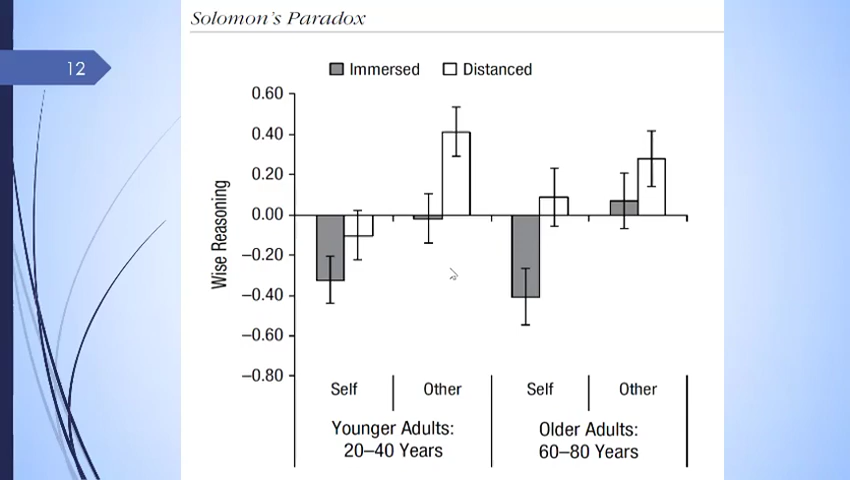 Solomon's Paradox
12
Immersed Distanced
0.60
0.40
0.20
0.00
–0.20
–0.40
–0.60
–0.80
Wise Reasoning
Self Other Self Other
Younger Adults: Older Adults:
20–40 Years 60–80 Years